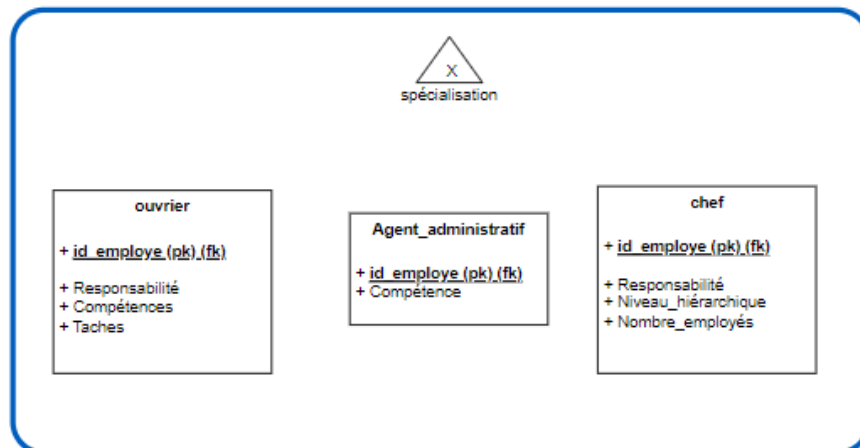 X
spécialisation
ouvrier
+ id_employe (pk) (fk)
+ Responsabilité
+ Compétences
+ Taches
Agent_administratif
+ id_employe (pk) (fk)
+ Compétence
chef
+ id_employe (pk) (fk)
+ Responsabilité
+ Niveau_hiérarchique
+ Nombre_employés